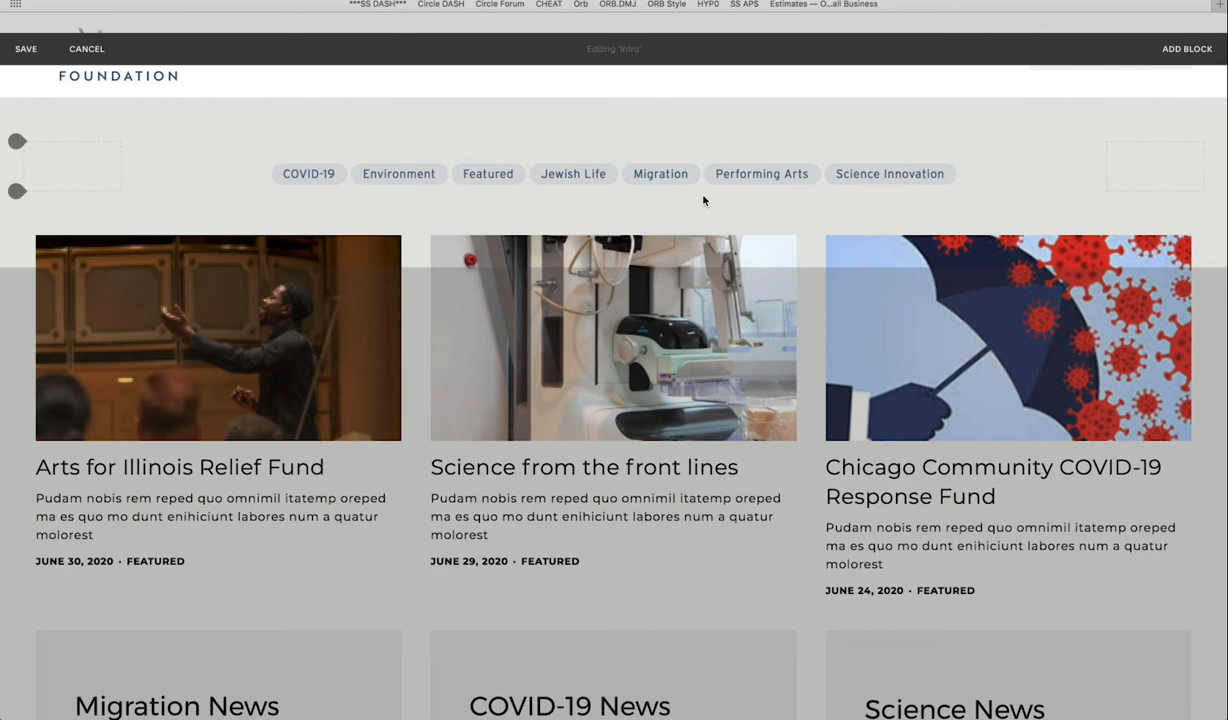 ***SS DASH*** Circle DASH Circle Forum CHEAT Orb ORB.DMJ ORB Style HYP0 SS APS Estimates — O...all Business
SAVE CANCEL Editing 'Intro' ADD BLOCK
FOUNDATION
COVID-19 Environment Featured Jewish Life Migration Performing Arts Science Innovation
Arts for Illinois Relief Fund
Pudam nobis rem reped quo omnimil itatemp oreped
ma es quo mo dunt enihiciunt labores num a quatur
molorest
JUNE 30, 2020 · FEATURED
Science from the front lines
Pudam nobis rem reped quo omnimil itatemp oreped
ma es quo mo dunt enihiciunt labores num a quatur
molorest
JUNE 29, 2020 · FEATURED
Chicago Community COVID-19
Response Fund
Pudam nobis rem reped quo omnimil itatemp oreped
ma es quo mo dunt enihiciunt labores num a quatur
molorest
JUNE 24, 2020 · FEATURED
Migration News
COVID-19 News
Science News